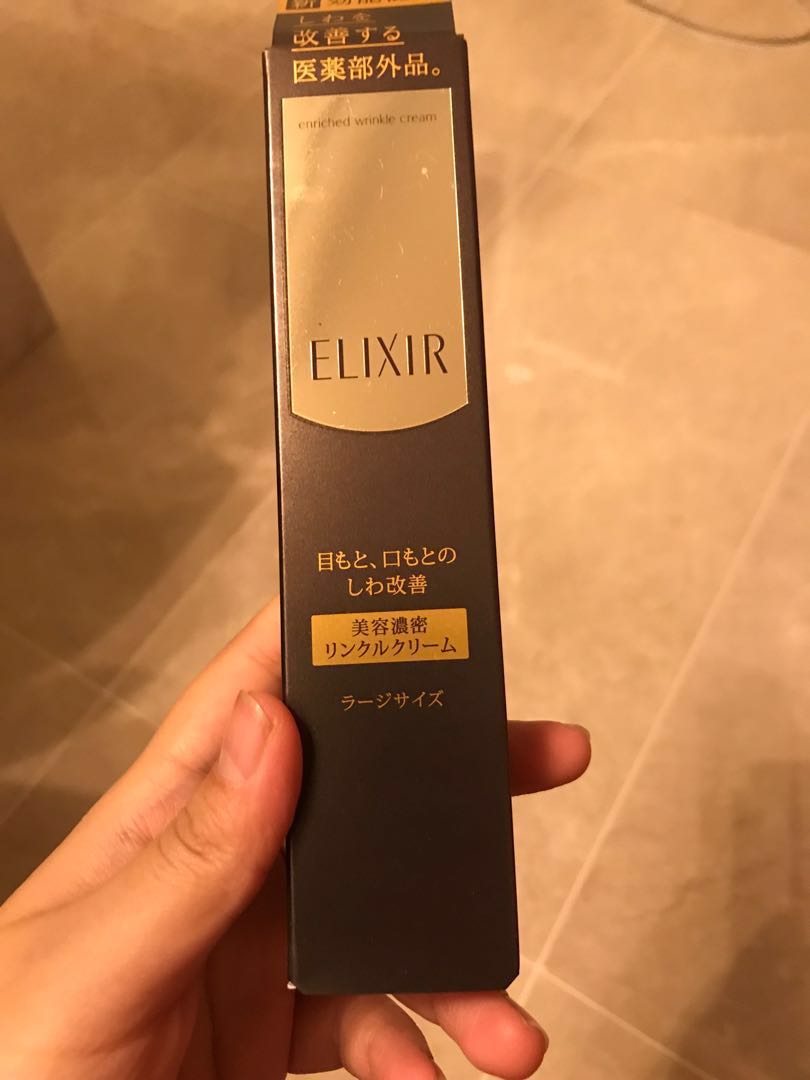 しわを
改善する
医薬部外品。
enriched wrinkle cream
ELIXIR
目もと、口もとの
しわ改善
美容濃密
リンクルクリーム
ラージサイズ